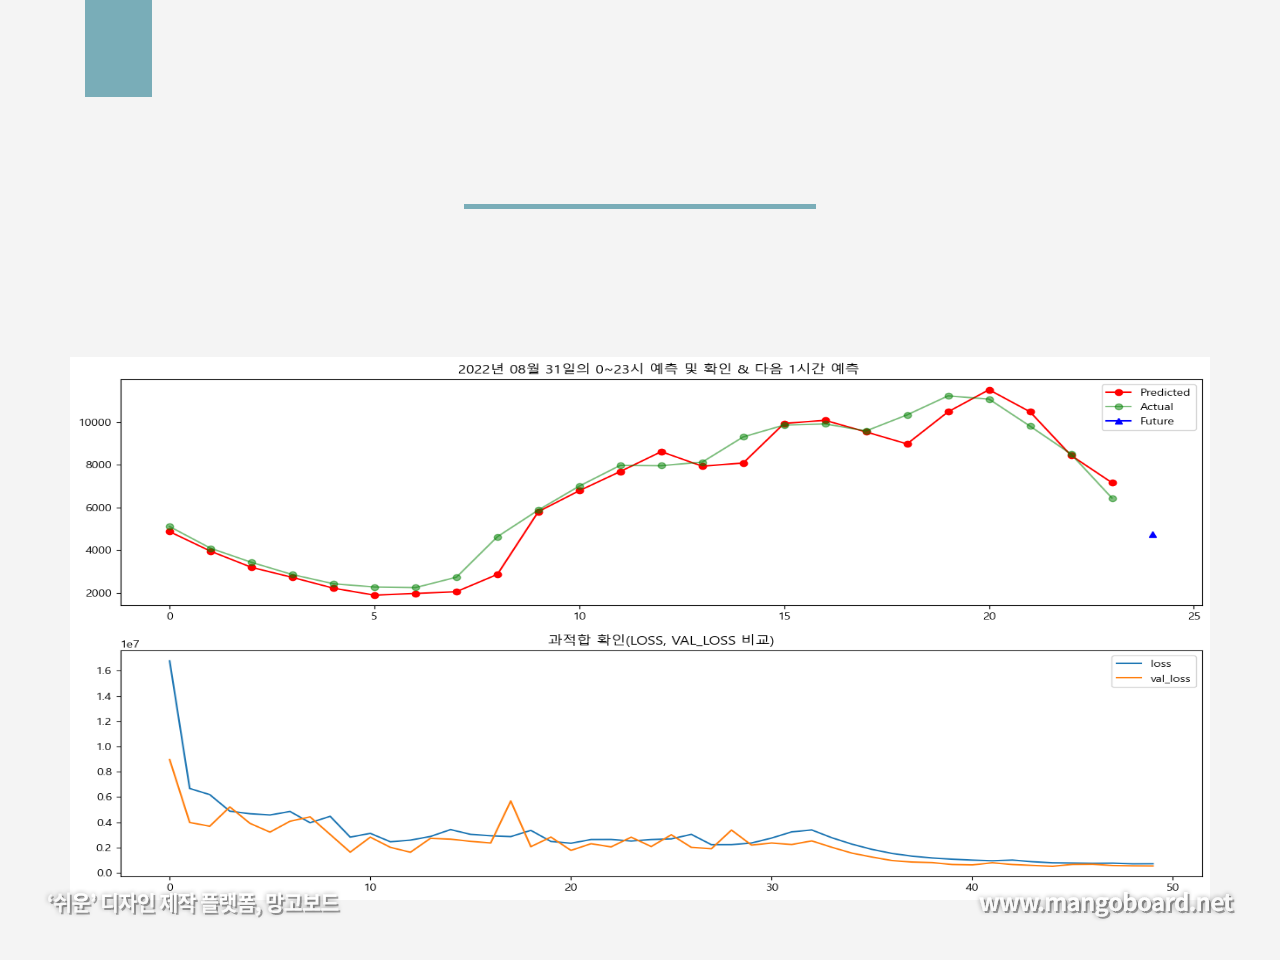 2022년 08월 31일의 0~23시 예측 및 확인 & 다음 1시간 예측
Predicted
Actual
Future
10000
8000
6000
4000
2000
0 5 10 15 20 25
과적합 확인(LOSS, VAL_LOSS 비교)
1e7
loss
val_loss
1.6
1.4
1.2
1.0
0.8
0.6
0.4
0.2
0.0
0 10 20 30 40 50
'쉬운' 디자인 제작 플랫폼, 망고보드
www.mangoboard.net